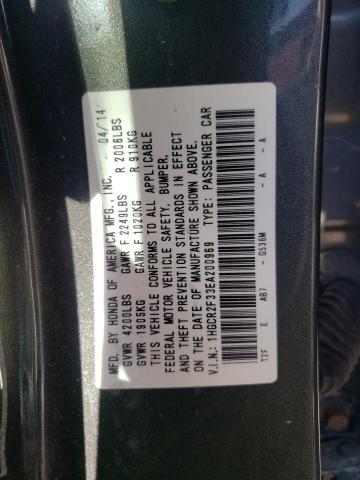 MFD. BY HONDA OF AMERICA MFG., INC. 04/'14
GVWR 4200LBS GAWR F 2249LBS R 2006LBS
GVWR 1905KG GAWR F 1020KG R 910KG
THIS VEHICLE CONFORMS TO ALL APPLICABLE
FEDERAL MOTOR VEHICLE SAFETY, BUMPER,
AND THEFT PREVENTION STANDARDS IN EFFECT
ON THE DATE OF MANUFACTURE SHOWN ABOVE.
V.I.N.: 1HGCR2F33EA200969 TYPE: PASSENGER CAR
T2F E AB7 - G536M - A - A